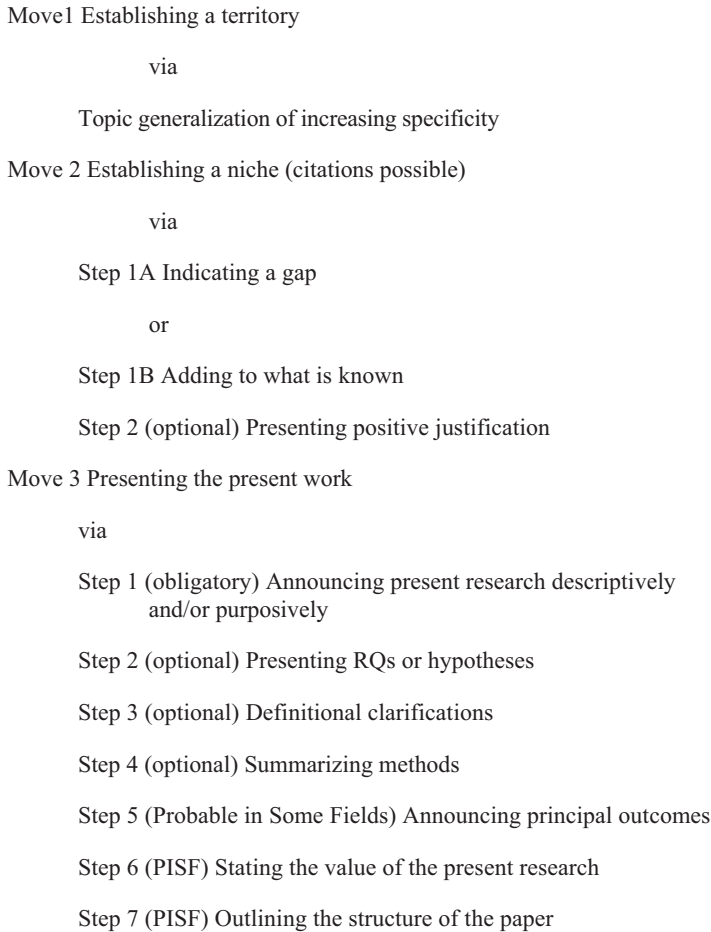 Move1 Establishing a territory
via
Topic generalization of increasing specificity
Move 2 Establishing a niche (citations possible)
via
Step 1A Indicating a gap
or
Step 1B Adding to what is known
Step 2 (optional) Presenting positive justification
Move 3 Presenting the present work
via
Step 1 (obligatory) Announcing present research descriptively
and/or purposively
Step 2 (optional) Presenting RQs or hypotheses
Step 3 (optional) Definitional clarifications
Step 4 (optional) Summarizing methods
Step 5 (Probable in Some Fields) Announcing principal outcomes
Step 6 (PISF) Stating the value of the present research
Step 7 (PISF) Outlining the structure of the paper